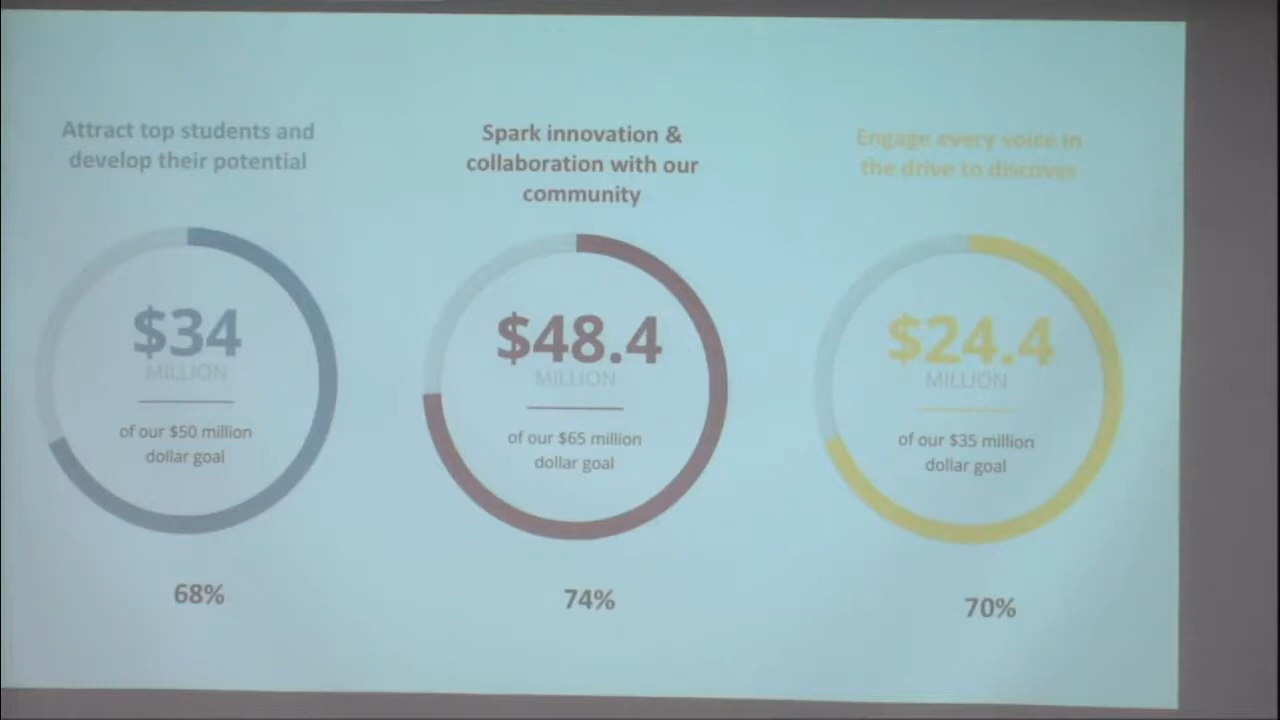 Attract top students and
develop their potential
$34
MILLION
of our $50 million
dollar goal
68%
Spark innovation &
collaboration with our
community
$48.4
MILLION
of our $65 million
dollar goal
74%
Engage every voice in
the drive to discover
$24.4
MILLION
of our $35 million
dollar goal
70%